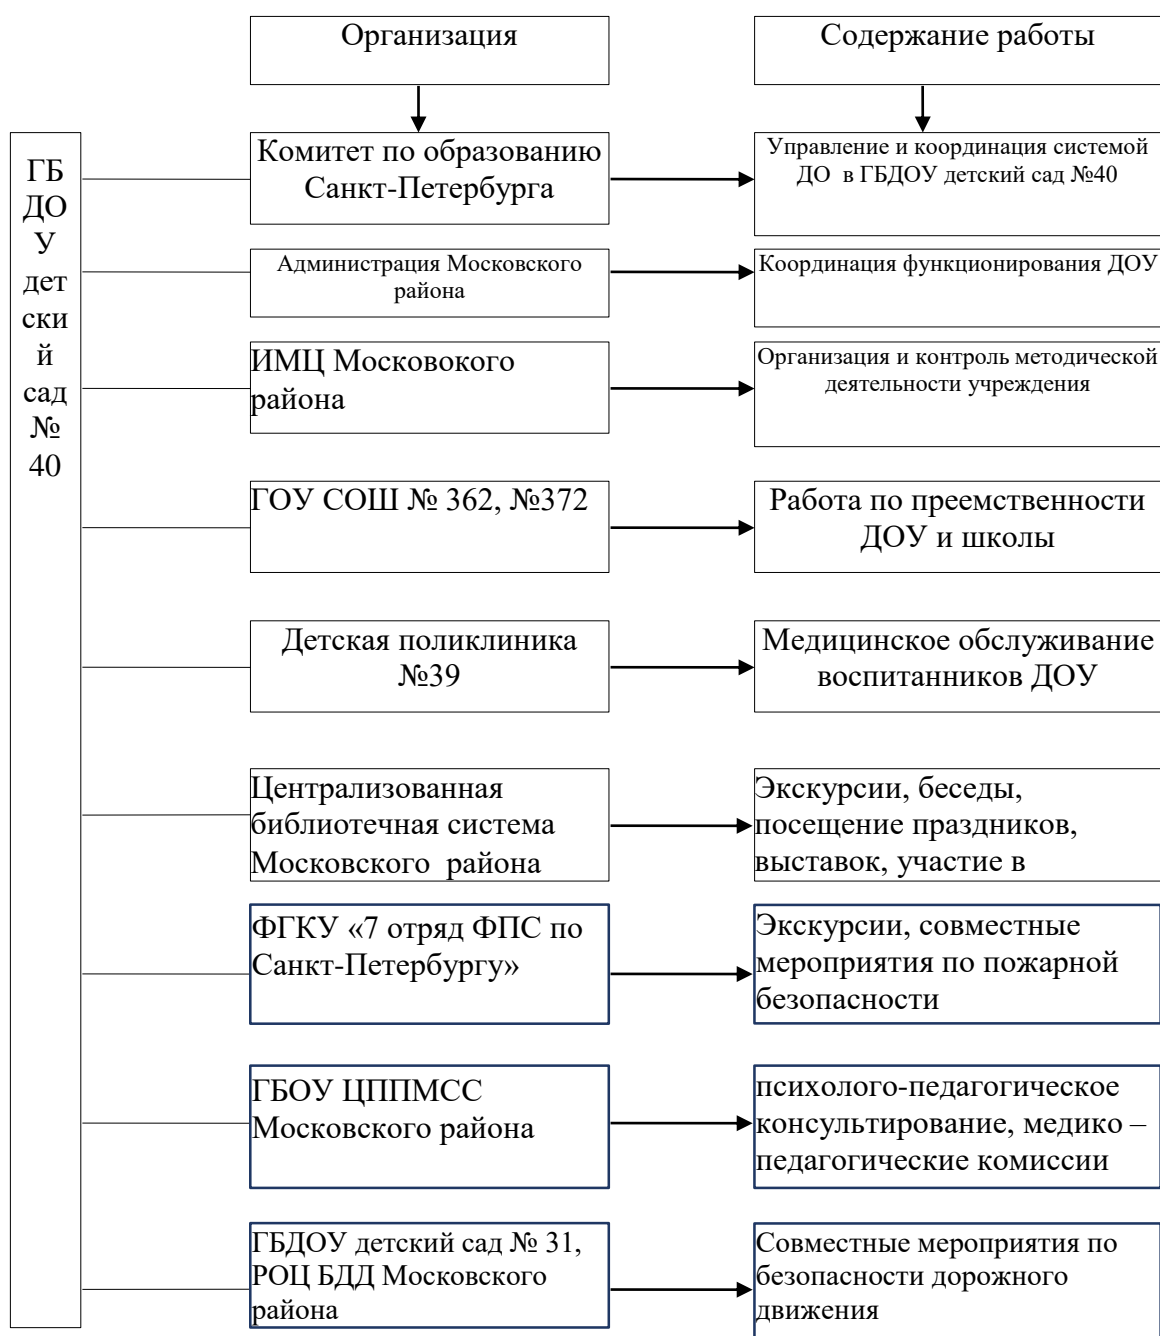 Организация
Содержание работы
ГБ
ДО
У
дет
ски
й
сад
№
40
Комитет по образованию
Санкт-Петербурга
Управление и координация системой
ДО в ГБДОУ детский сад №40
Администрация Московского
района
Координация функционирования ДОУ
ИМЦ Московокого
района
Организация и контроль методической
деятельности учреждения
ГОУ СОШ № 362, №372
Работа по преемственности
ДОУ и школы
Детская поликлиника
№39
Медицинское обслуживание
воспитанников ДОУ
Централизованная
библиотечная система
Московского района
Экскурсии, беседы,
посещение праздников,
выставок, участие в
ФГКУ «7 отряд ФПС по
Санкт-Петербургу»
Экскурсии, совместные
мероприятия по пожарной
безопасности
ГБОУ ЦППМСС
Московского района
психолого-педагогическое
консультирование, медико –
педагогические комиссии
ГБДОУ детский сад № 31,
РОЦ БДД Московского
района
Совместные мероприятия по
безопасности дорожного
движения